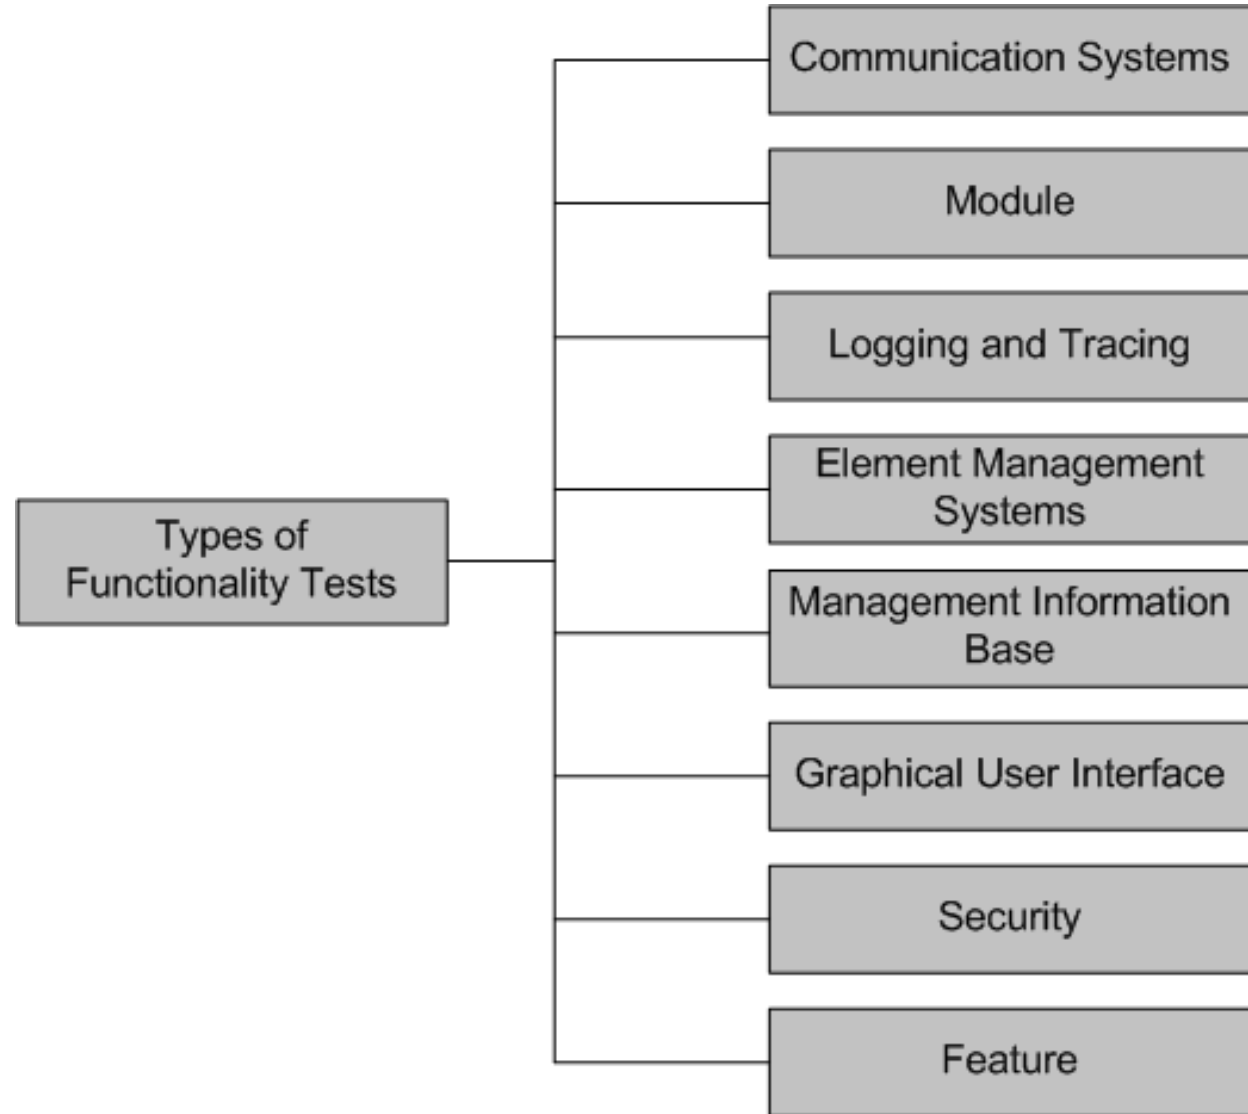 Communication Systems
Module
Logging and Tracing
Element Management
Systems
Types of
Functionality Tests
Management Information
Base
Graphical User Interface
Security
Feature